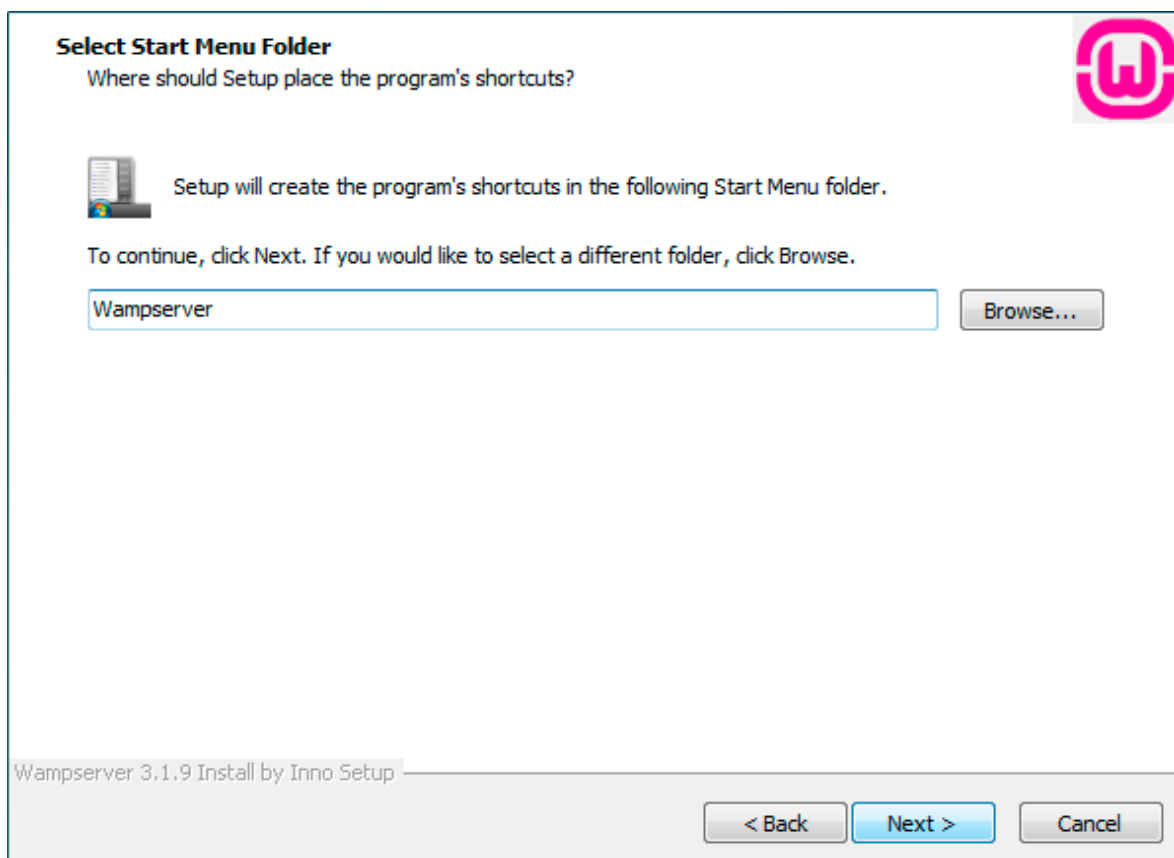 Select Start Menu Folder
Where should Setup place the program's shortcuts?
W
Setup will create the program's shortcuts in the following Start Menu folder.
To continue, click Next. If you would like to select a different folder, click Browse.
Wampserver
Browse...
Wampserver 3.1.9 Install by Inno Setup
< Back
Next >
Cancel